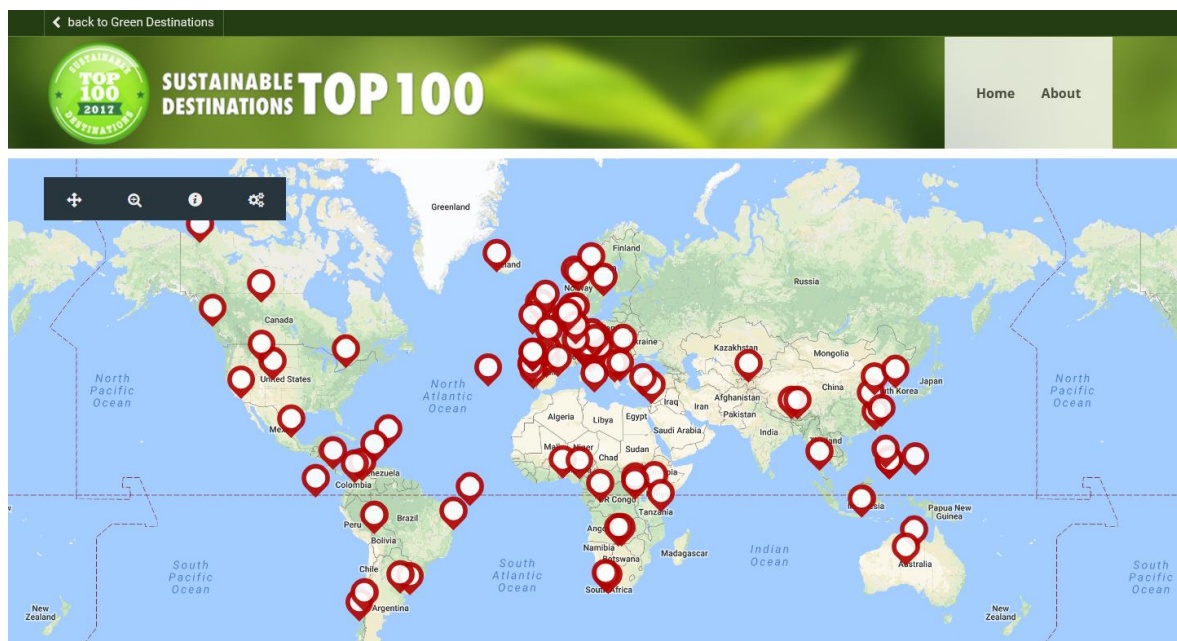 back to Green Destinations
SUSTAINABLE
TOP
100
2017
DESTINATIONS
SUSTAINABLE
DESTINATIONS
TOP 100
Home
About
Greenland
Finland
Russia
Canada
Kazakhstan
Mongolia
North
Pacific
Ocean
United States
North
Atlantic
Ocean
Iraq
Iran
Afghanistan
Pakistan
China
Japan
North
Pacific
Ocean
Algeria
Libya
Egypt
Saudi Arabia
India
Chad
Sudan
Colombia
DR Congo
Tanzania
Papua New
Guinea
Peru
Brazil
Bolivia
Namibia
Botswana
Madagascar
Indian
Ocean
Chile
South
Pacific
Ocean
South
Atlantic
Ocean
Australia
South
Pacific
Ocean
Argentina
South Africa
New
Zealand
New
Zealand